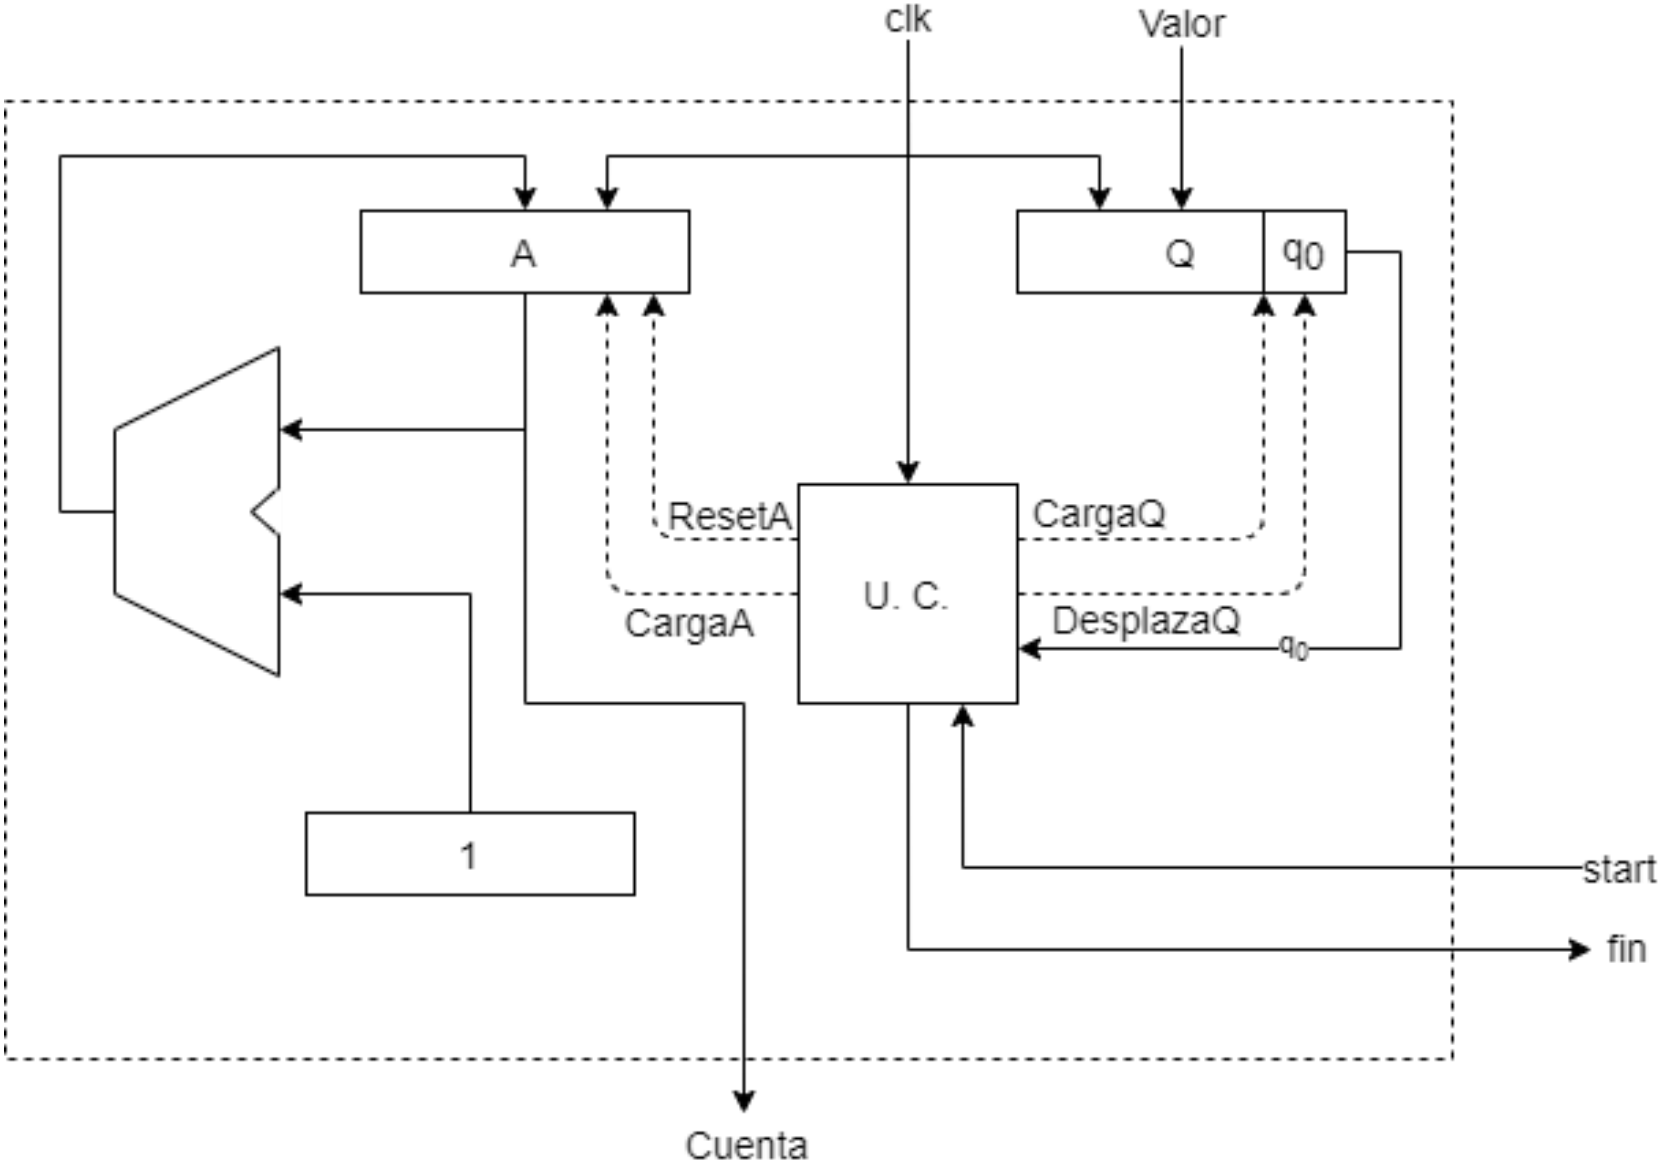 clk
Valor
A
Q
q0
ResetA
CargaQ
U. C.
CargaA
DesplazaQ
q0
1
start
fin
Cuenta